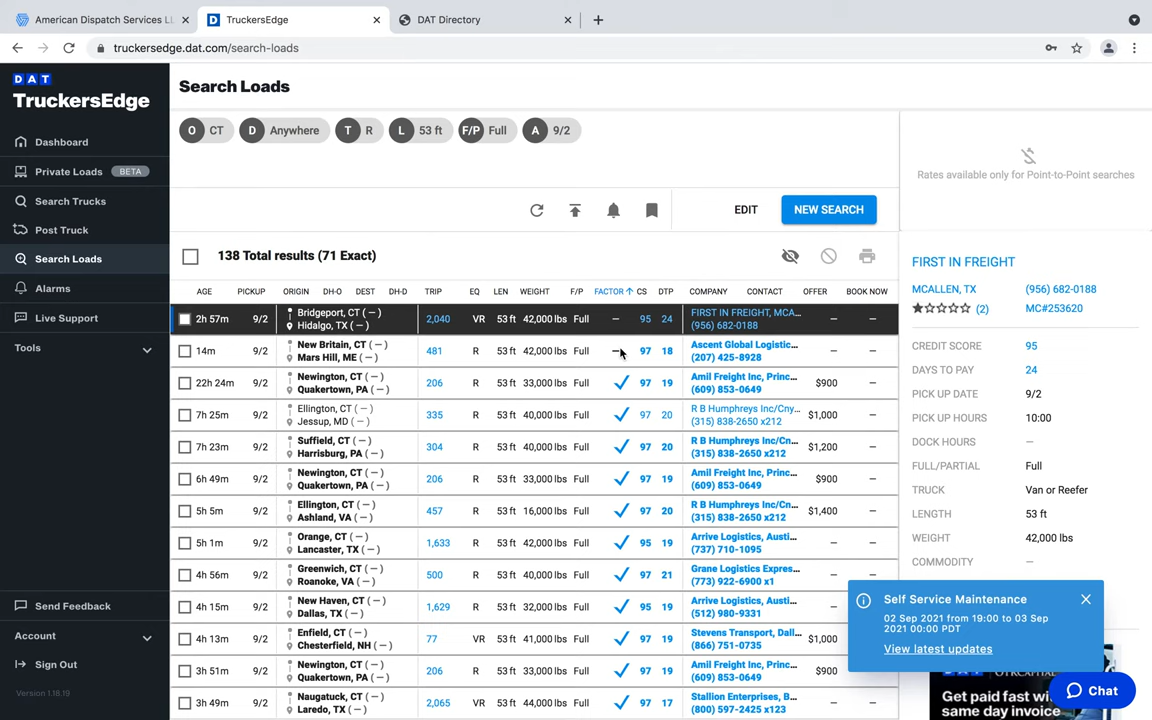 American Dispatch Services LL
TruckersEdge
DAT Directory
truckersedge.dat.com/search-loads
DAT
TruckersEdge
Dashboard
Private Loads BETA
Search Trucks
Post Truck
Search Loads
Alarms
Live Support
Tools
Send Feedback
Account
Sign Out
Version 1.18.19
Search Loads
O CT D Anywhere T R L 53 ft F/P Full A 9/2
EDIT NEW SEARCH
138 Total results (71 Exact)
AGE PICKUP ORIGIN DH-O DEST DH-D TRIP EQ LEN WEIGHT F/P FACTOR CS DTP COMPANY CONTACT OFFER BOOK NOW
2h 57m 9/2 Bridgeport, CT (—) 2,040 VR 53 ft 42,000 lbs Full — 95 24 FIRST IN FREIGHT, MCA... — —
Hidalgo, TX (—) (956) 682-0188
14m 9/2 New Britain, CT (—) 481 R 53 ft 42,000 lbs Full — 97 18 Ascent Global Logistic... — —
Mars Hill, ME (—) (207) 425-8928
22h 24m 9/2 Newington, CT (—) 206 R 53 ft 33,000 lbs Full 97 19 Amil Freight Inc, Princ... $900 —
Quakertown, PA (—) (609) 853-0649
7h 25m 9/2 Ellington, CT (—) 335 R 53 ft 40,000 lbs Full 97 20 R B Humphreys Inc/Cny... $1,000 —
Jessup, MD (—) (315) 838-2650 x212
7h 23m 9/2 Suffield, CT (—) 304 R 53 ft 40,000 lbs Full 97 20 R B Humphreys Inc/Cn... $1,200 —
Harrisburg, PA (—) (315) 838-2650 x212
6h 49m 9/2 Newington, CT (—) 206 R 53 ft 33,000 lbs Full 97 19 Amil Freight Inc, Princ... $900 —
Quakertown, PA (—) (609) 853-0649
5h 5m 9/2 Ellington, CT (—) 457 R 53 ft 16,000 lbs Full 97 20 R B Humphreys Inc/Cn... $1,400 —
Ashland, VA (—) (315) 838-2650 x212
5h 1m 9/2 Orange, CT (—) 1,633 R 53 ft 42,000 lbs Full 95 19 Arrive Logistics, Austi... — —
Lancaster, TX (—) (737) 710-1095
4h 56m 9/2 Greenwich, CT (—) 500 R 53 ft 40,000 lbs Full 97 21 Grane Logistics Expres... — —
Roanoke, VA (—) (773) 922-6900 x1
4h 15m 9/2 New Haven, CT (—) 1,629 R 53 ft 32,000 lbs Full 95 19 Arrive Logistics, Austi... —
Dallas, TX (—) (512) 980-9331
4h 13m 9/2 Enfield, CT (—) 77 VR 53 ft 41,000 lbs Full 97 19 Stevens Transport, Dall... $1,000
Chesterfield, NH (—) (866) 751-0735
3h 51m 9/2 Newington, CT (—) 206 R 53 ft 33,000 lbs Full 97 19 Amil Freight Inc, Princ... $900
Quakertown, PA (—) (609) 853-0649
3h 49m 9/2 Naugatuck, CT (—) 2,065 VR 53 ft 44,000 lbs Full 97 17 Stallion Enterprises, B... — —
Laredo, TX (—) (800) 597-2425 x123
Rates available only for Point-to-Point searches
FIRST IN FREIGHT
MCALLEN, TX (956) 682-0188
(2) MC#253620
CREDIT SCORE 95
DAYS TO PAY 24
PICK UP DATE 9/2
PICK UP HOURS 10:00
DOCK HOURS —
FULL/PARTIAL Full
TRUCK Van or Reefer
LENGTH 53 ft
WEIGHT 42,000 lbs
COMMODITY —
Self Service Maintenance
02 Sep 2021 from 19:00 to 03 Sep
2021 00:00 PDT
View latest updates
Get paid fast wi
same day invoice
Chat